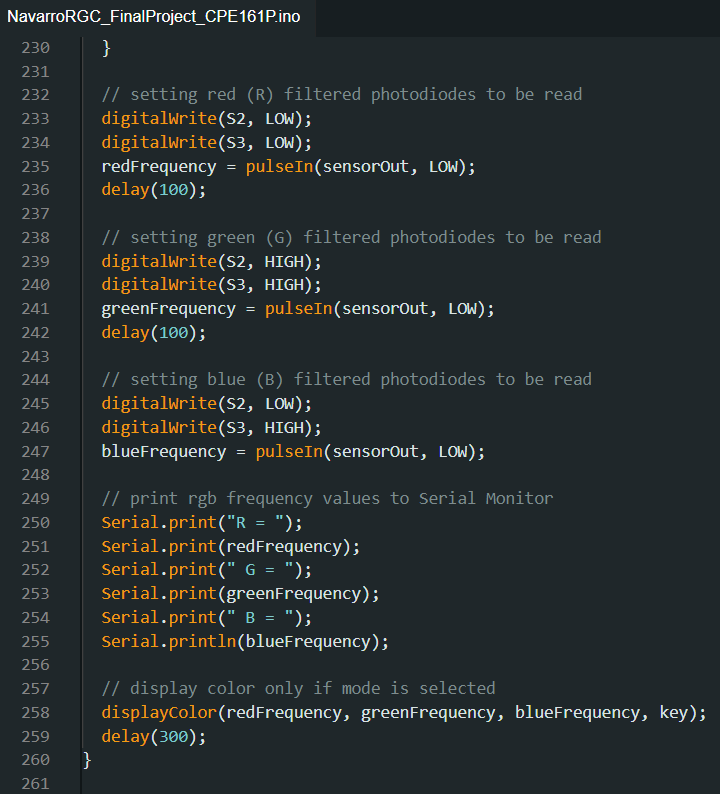 NavarroRGC_FinalProject_CPE161P.ino
230 }
231
232 // setting red (R) filtered photodiodes to be read
233 digitalWrite(S2, LOW);
234 digitalWrite(S3, LOW);
235 redFrequency = pulseIn(sensorOut, LOW);
236 delay(100);
237
238 // setting green (G) filtered photodiodes to be read
239 digitalWrite(S2, HIGH);
240 digitalWrite(S3, HIGH);
241 greenFrequency = pulseIn(sensorOut, LOW);
242 delay(100);
243
244 // setting blue (B) filtered photodiodes to be read
245 digitalWrite(S2, LOW);
246 digitalWrite(S3, HIGH);
247 blueFrequency = pulseIn(sensorOut, LOW);
248
249 // print rgb frequency values to Serial Monitor
250 Serial.print("R = ");
251 Serial.print(redFrequency);
252 Serial.print(" G = ");
253 Serial.print(greenFrequency);
254 Serial.print(" B = ");
255 Serial.println(blueFrequency);
256
257 // display color only if mode is selected
258 displayColor(redFrequency, greenFrequency, blueFrequency, key);
259 delay(300);
260 }
261